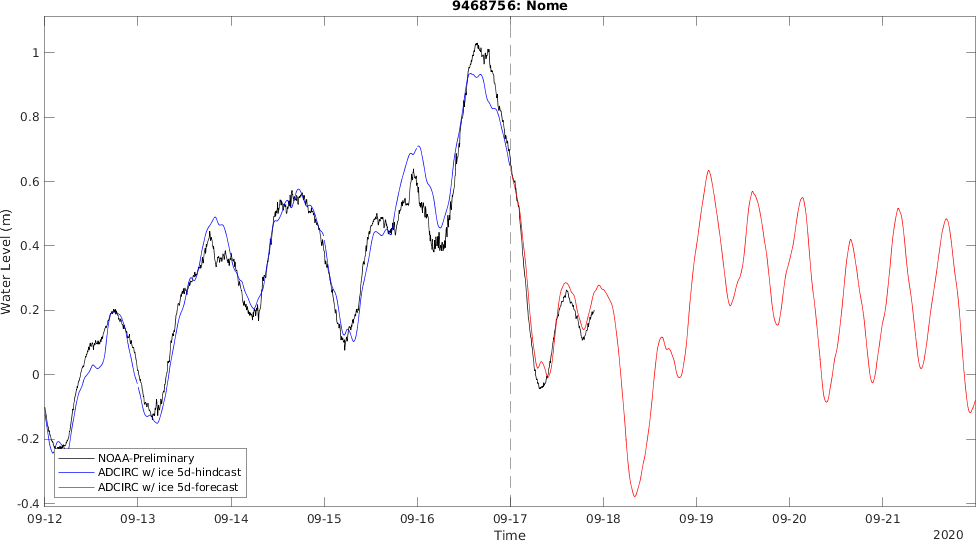 9468756: Nome
Water Level (m)
1
0.8
0.6
0.4
0.2
0
-0.2
-0.4
NOAA-Preliminary
ADCIRC w/ ice 5d-hindcast
ADCIRC w/ ice 5d-forecast
09-12 09-13 09-14 09-15 09-16 09-17 09-18 09-19 09-20 09-21
Time
2020